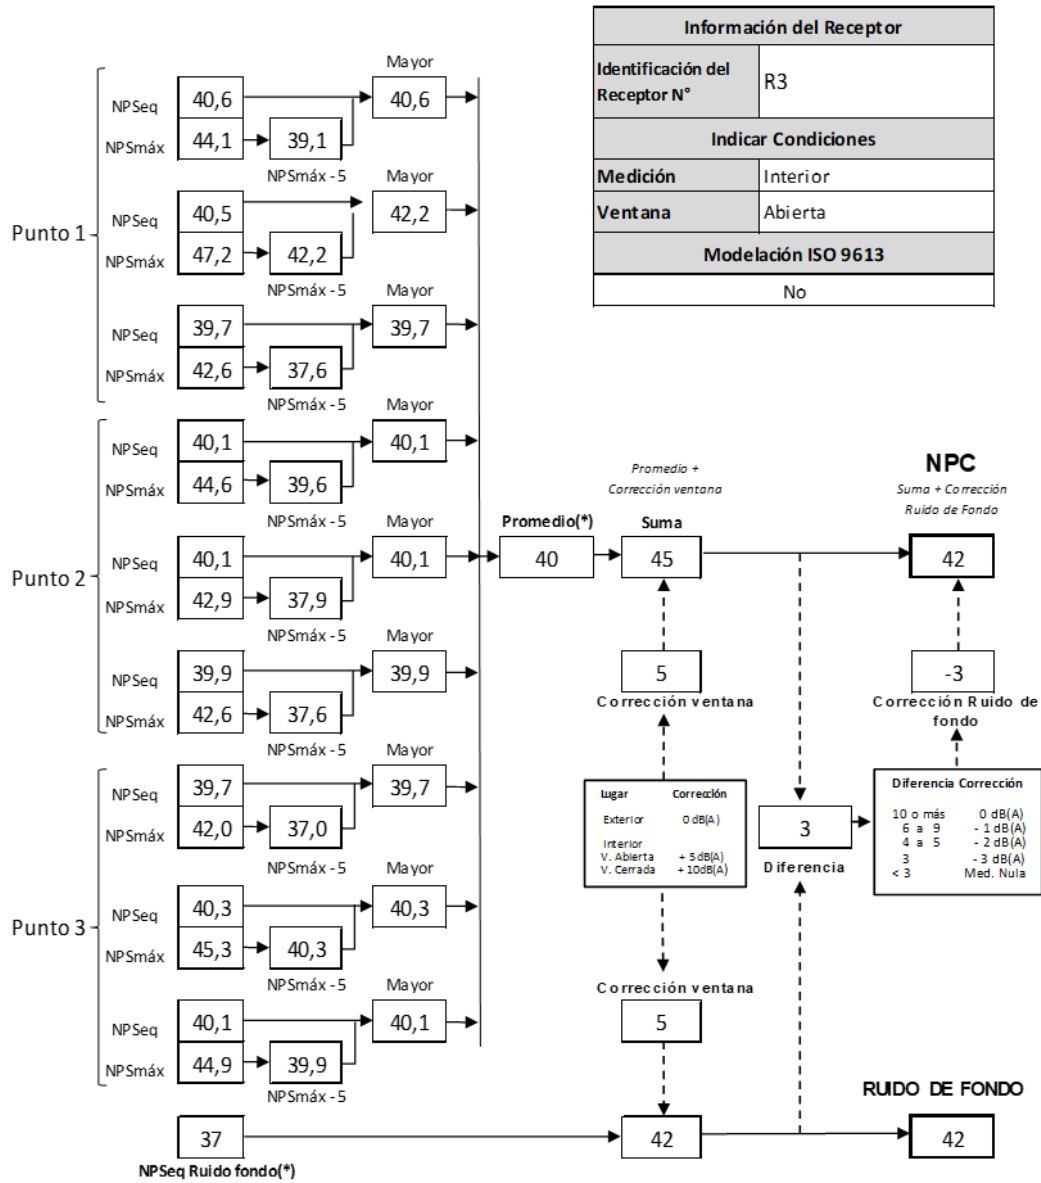 Información del Receptor
Identificación del Receptor N° R3
Indicar Condiciones
Medición Interior
Ventana Abierta
Modelación ISO 9613
No
Punto 1
Mayor
NPSeq 40,6 40,6
NPSmáx 44,1 39,1
NPSmáx - 5
Mayor
NPSeq 40,5 42,2
NPSmáx 47,2 42,2
NPSmáx - 5
Mayor
NPSeq 39,7 39,7
NPSmáx 42,6 37,6
NPSmáx - 5
Punto 2
Mayor
NPSeq 40,1 40,1
NPSmáx 44,6 39,6
NPSmáx - 5
Mayor
NPSeq 40,1 40,1
NPSmáx 42,9 37,9
NPSmáx - 5
Mayor
NPSeq 39,9 39,9
NPSmáx 42,6 37,6
NPSmáx - 5
Punto 3
Mayor
NPSeq 39,7 39,7
NPSmáx 42,0 37,0
NPSmáx - 5
Mayor
NPSeq 40,3 40,3
NPSmáx 45,3 40,3
NPSmáx - 5
Mayor
NPSeq 40,1 40,1
NPSmáx 44,9 39,9
NPSmáx - 5
37
NPSeq Ruido fondo(*)
Promedio(*)
40
Promedio +
Corrección ventana
Suma
45
5
Corrección ventana
Lugar Corrección
Exterior 0 dB(A)
Interior
V. Abierta + 5dB(A)
V. Cerrada + 10dB(A)
Corrección ventana
5
42
3
Diferencia
NPC
Suma + Corrección
Ruido de Fondo
42
-3
Corrección Ruido de
fondo
Diferencia Corrección
10 o más 0 dB(A)
6 a 9 - 1 dB(A)
4 a 5 - 2 dB(A)
3 - 3 dB(A)
< 3 Med. Nula
RUIDO DE FONDO
42